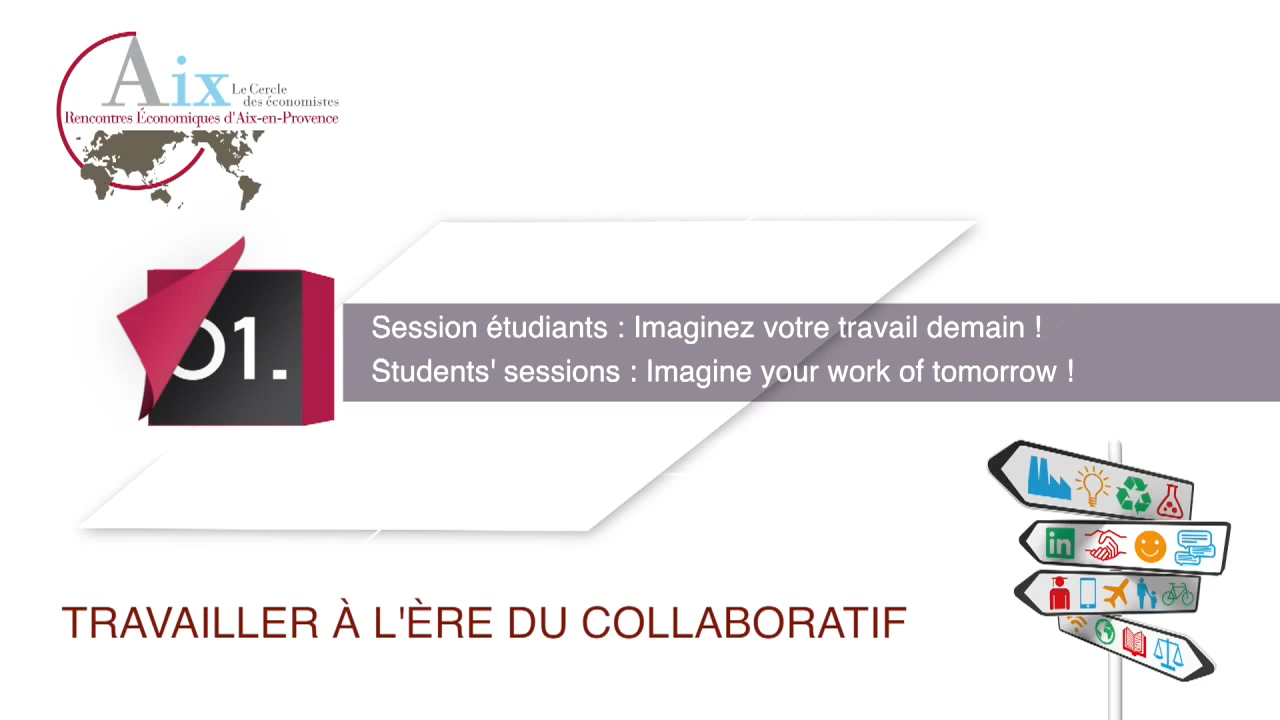 Aix
Le Cercle
des économistes
Rencontres Économiques d'Aix-en-Provence
01.
Session étudiants : Imaginez votre travail demain !
Students' sessions : Imagine your work of tomorrow !
in
TRAVAILLER À L'ÈRE DU COLLABORATIF